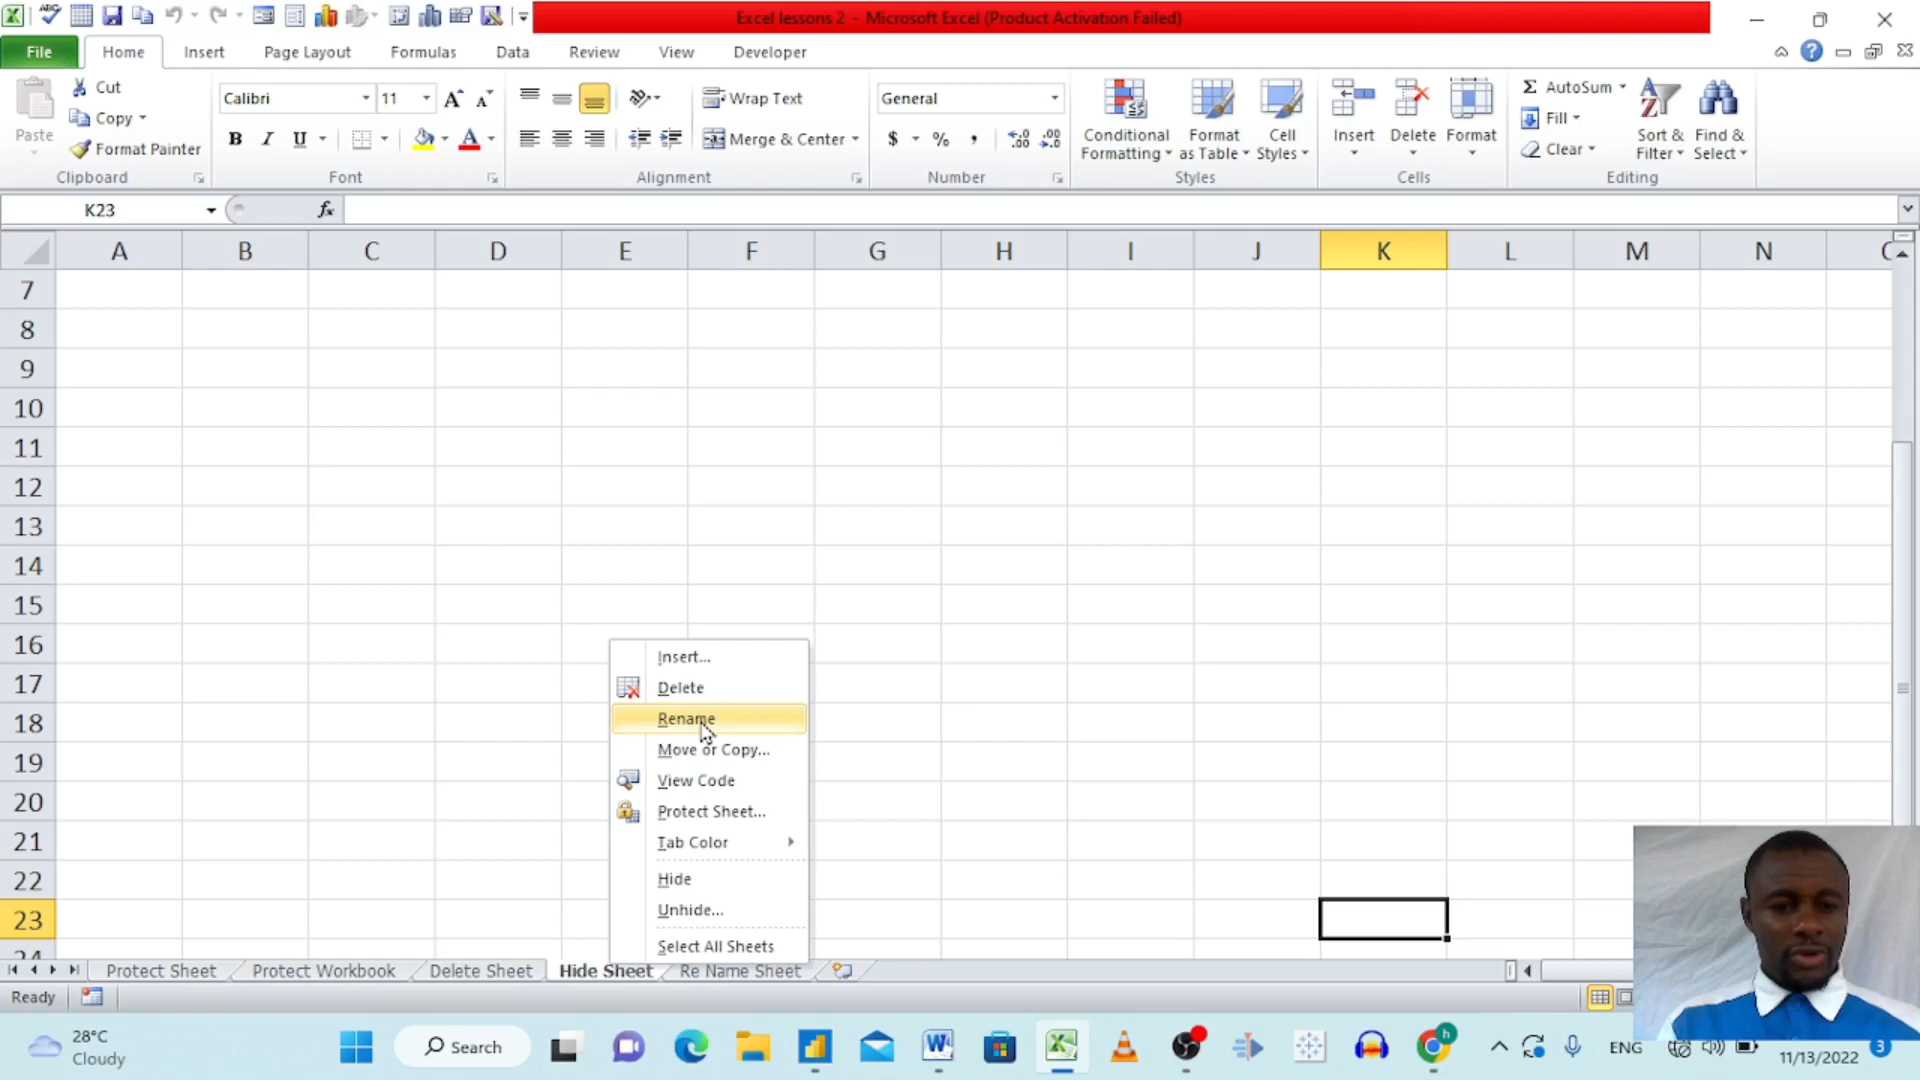 Excel lessons 2 - Microsoft Excel (Product Activation Failed)
File Home Insert Page Layout Formulas Data Review View Developer
Paste
Cut
Copy
Format Painter
Clipboard
Calibri 11
B I U
Font
Wrap Text
Merge & Center
Alignment
General
$ % ,
Number
Conditional Formatting
Format as Table
Cell Styles
Styles
Insert
Delete
Format
Cells
Σ AutoSum
Fill
Clear
Sort & Filter
Find & Select
Editing
K23 fx
A B C D E F G H I J K L M N
7
8
9
10
11
12
13
14
15
16
17
18
19
20
21
22
23
24
Insert...
Delete
Rename
Move or Copy...
View Code
Protect Sheet...
Tab Color
Hide
Unhide...
Select All Sheets
Protect Sheet Protect Workbook Delete Sheet Hide Sheet Re Name Sheet
Ready
28°C
Cloudy
Search
ENG
11/13/2022
3